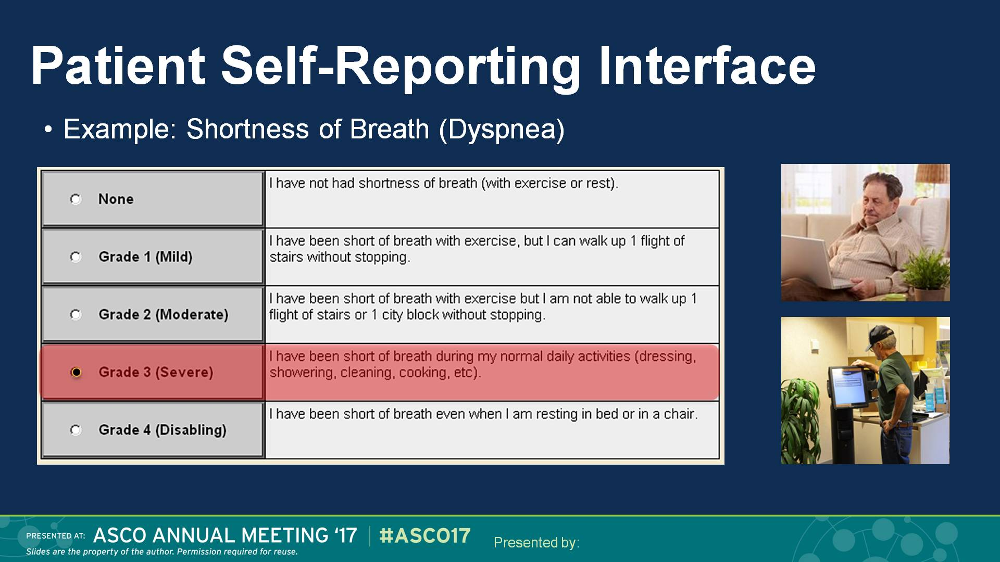 Patient Self-Reporting Interface
• Example: Shortness of Breath (Dyspnea)
None
I have not had shortness of breath (with exercise or rest).
Grade 1 (Mild)
I have been short of breath with exercise, but I can walk up 1 flight of
stairs without stopping.
Grade 2 (Moderate)
I have been short of breath with exercise but I am not able to walk up 1
flight of stairs or 1 city block without stopping.
Grade 3 (Severe)
I have been short of breath during my normal daily activities (dressing,
showering, cleaning, cooking, etc).
Grade 4 (Disabling)
I have been short of breath even when I am resting in bed or in a chair.
PRESENTED AT: ASCO ANNUAL MEETING ‘17 | #ASCO17
Slides are the property of the author. Permission required for reuse.
Presented by: